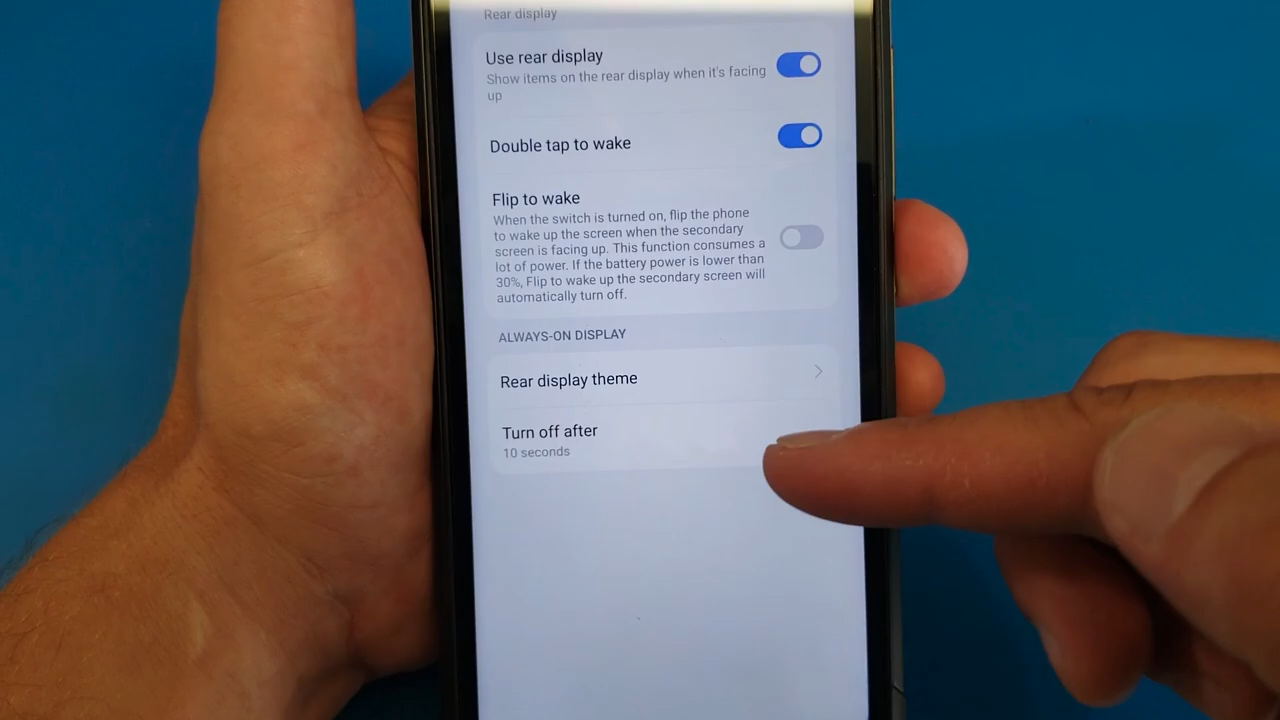 Rear display
Use rear display
Show items on the rear display when it's facing
up
Double tap to wake
Flip to wake
When the switch is turned on, flip the phone
to wake up the screen when the secondary
screen is facing up. This function consumes a
lot of power. If the battery power is lower than
30%, Flip to wake up the secondary screen will
automatically turn off.
ALWAYS-ON DISPLAY
Rear display theme
Turn off after
10 seconds